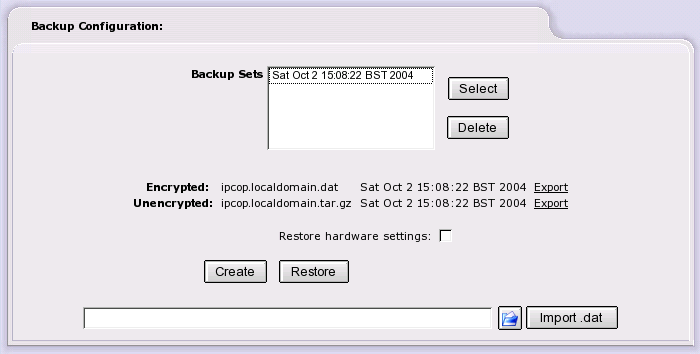 Backup Configuration:
Backup Sets
Sat Oct 2 15:08:22 BST 2004
Select
Delete
Encrypted: ipcop.localdomain.dat Sat Oct 2 15:08:22 BST 2004 Export
Unencrypted: ipcop.localdomain.tar.gz Sat Oct 2 15:08:22 BST 2004 Export
Restore hardware settings:
Create Restore
Import .dat